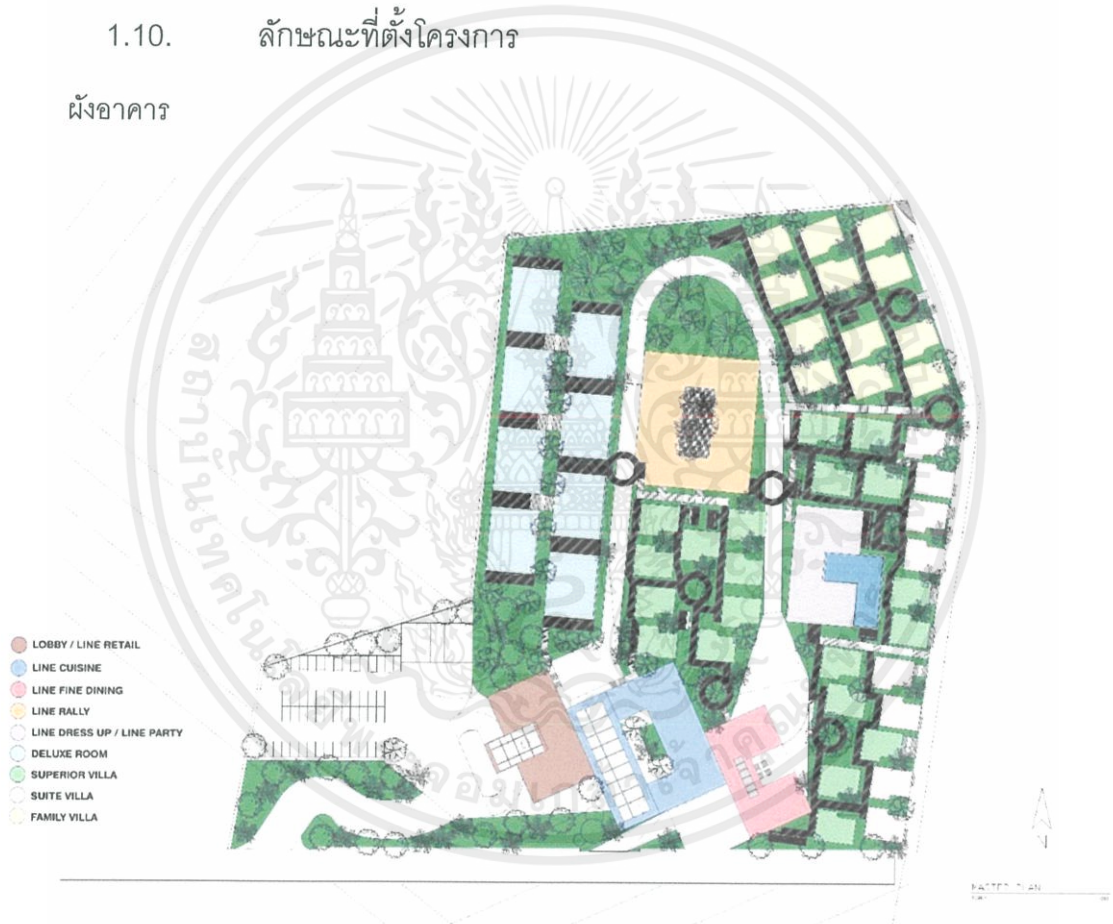 1.10. ลักษณะที่ตั้งโครงการ
ผังอาคาร
LOBBY / LINE RETAIL
LINE CUISINE
LINE FINE DINING
LINE RALLY
LINE DRESS UP / LINE PARTY
DELUXE ROOM
SUPERIOR VILLA
SUITE VILLA
FAMILY VILLA
MASTER PLAN